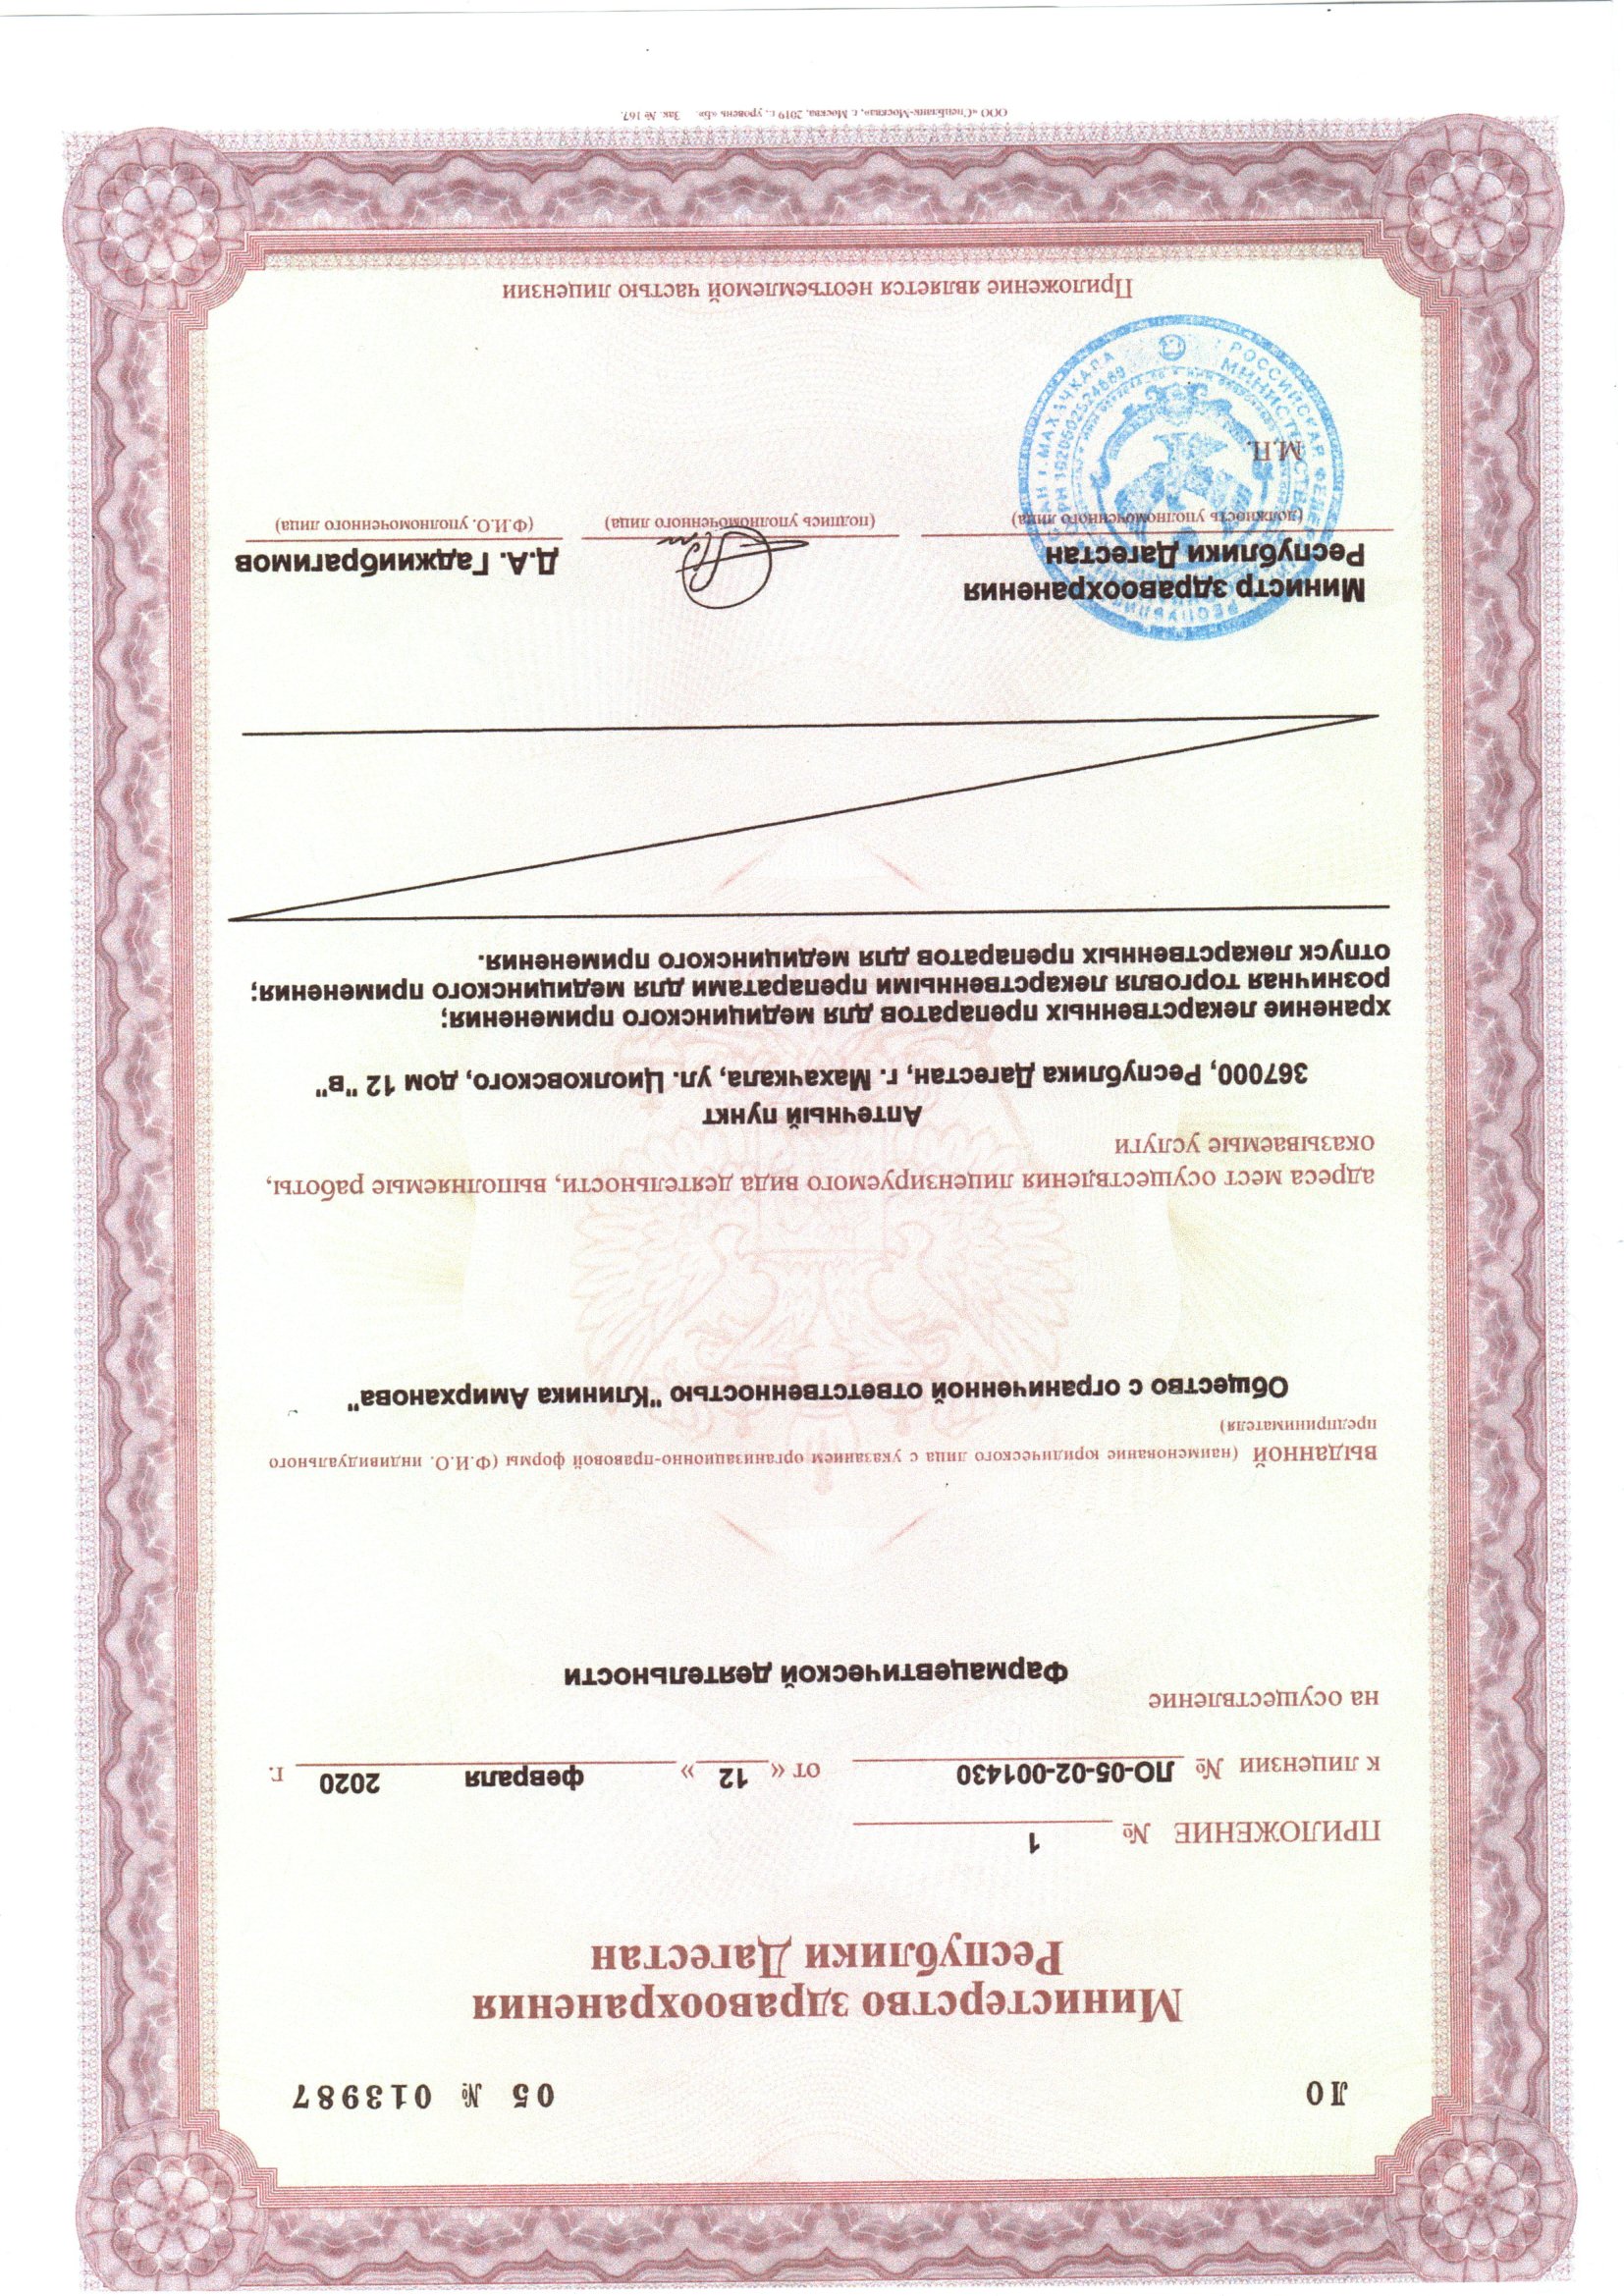 ЛО
05 № 013987
Министерство здравоохранения
Республики Дагестан
ПРИЛОЖЕНИЕ № 1
к лицензии № ЛО-05-02-001430 от « 12 » февраля 2020 г.
на осуществление
Фармацевтической деятельности
выданной (наименование юридического лица с указанием организационно-правовой формы (Ф.И.О. индивидуального
предпринимателя)
Общество с ограниченной ответственностью "Клиника Амирханова"
адреса мест осуществления лицензируемого вида деятельности, выполняемые работы,
оказываемые услуги
Аптечный пункт
367000, Республика Дагестан, г. Махачкала, ул. Циолковского, дом 12 "в"
хранение лекарственных препаратов для медицинского применения;
розничная торговля лекарственными препаратами для медицинского применения;
отпуск лекарственных препаратов для медицинского применения.
Министр здравоохранения
Республики Дагестан
Д.А. Гаджиибрагимов
(должность уполномоченного лица)
(подпись уполномоченного лица)
(Ф.И.О. уполномоченного лица)
М.П.
РОССИЙСКАЯ
МИНИСТЕРСТВО
г. МАХАЧКАЛА
Приложение является неотъемлемой частью лицензии
ООО «СпецБланк-Москва», г. Москва, 2019 г., уровень «Б». Зак. № 167.